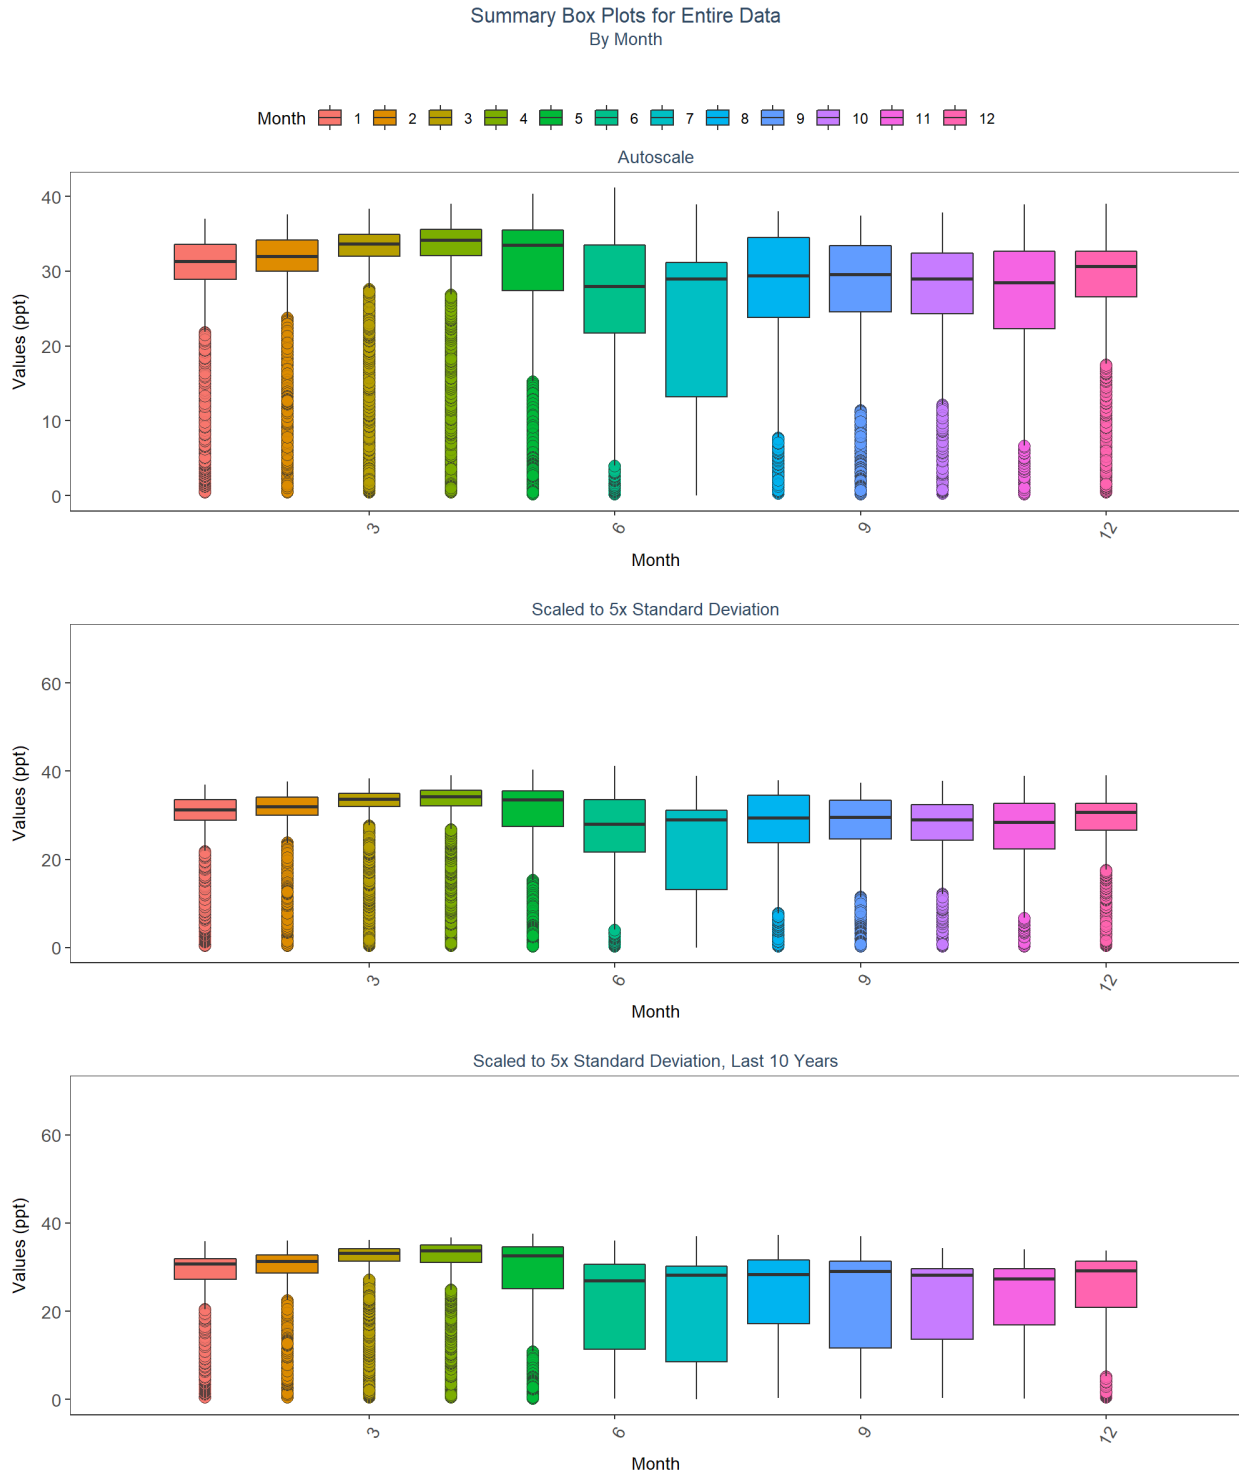 Summary Box Plots for Entire Data
By Month
Month 1 2 3 4 5 6 7 8 9 10 11 12
Autoscale
Values (ppt)
40
30
20
10
0
3 6 9 12
Month
Scaled to 5x Standard Deviation
Values (ppt)
60
40
20
0
3 6 9 12
Month
Scaled to 5x Standard Deviation, Last 10 Years
Values (ppt)
60
40
20
0
3 6 9 12
Month